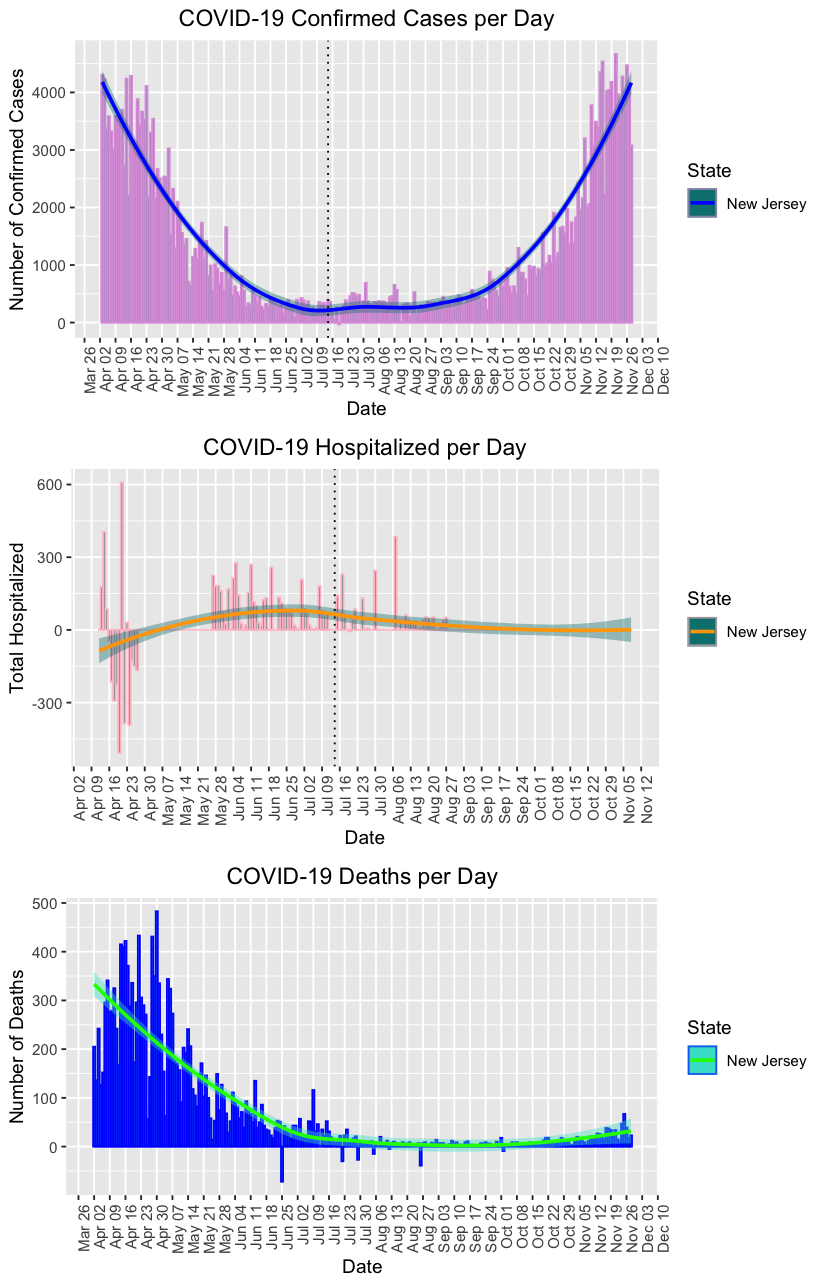 COVID-19 Confirmed Cases per Day
Number of Confirmed Cases
4000
3000
2000
1000
0
Mar 26
Apr 02
Apr 09
Apr 16
Apr 23
Apr 30
May 07
May 14
May 21
May 28
Jun 04
Jun 11
Jun 18
Jun 25
Jul 02
Jul 09
Jul 16
Jul 23
Jul 30
Aug 06
Aug 13
Aug 20
Aug 27
Sep 03
Sep 10
Sep 17
Sep 24
Oct 01
Oct 08
Oct 15
Oct 22
Oct 29
Nov 05
Nov 12
Nov 19
Nov 26
Dec 03
Dec 10
Date
State
New Jersey
COVID-19 Hospitalized per Day
Total Hospitalized
600
300
0
-300
Apr 02
Apr 09
Apr 16
Apr 23
Apr 30
May 07
May 14
May 21
May 28
Jun 04
Jun 11
Jun 18
Jun 25
Jul 02
Jul 09
Jul 16
Jul 23
Jul 30
Aug 06
Aug 13
Aug 20
Aug 27
Sep 03
Sep 10
Sep 17
Sep 24
Oct 01
Oct 08
Oct 15
Oct 22
Oct 29
Nov 05
Nov 12
Date
State
New Jersey
COVID-19 Deaths per Day
Number of Deaths
500
400
300
200
100
0
Mar 26
Apr 02
Apr 09
Apr 16
Apr 23
Apr 30
May 07
May 14
May 21
May 28
Jun 04
Jun 11
Jun 18
Jun 25
Jul 02
Jul 09
Jul 16
Jul 23
Jul 30
Aug 06
Aug 13
Aug 20
Aug 27
Sep 03
Sep 10
Sep 17
Sep 24
Oct 01
Oct 08
Oct 15
Oct 22
Oct 29
Nov 05
Nov 12
Nov 19
Nov 26
Dec 03
Dec 10
Date
State
New Jersey